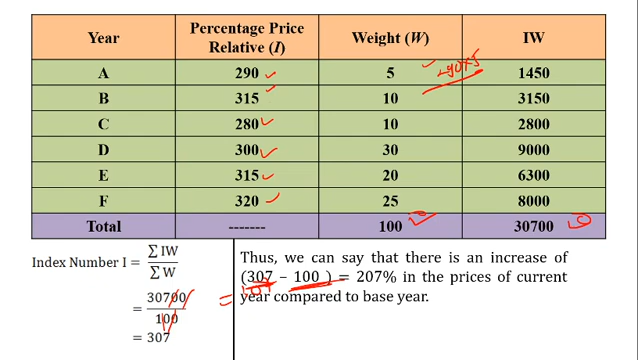 Year Percentage Price Relative (I) Weight (W) IW
A 290 5 1450
B 315 10 3150
C 280 10 2800
D 300 30 9000
E 315 20 6300
F 320 25 8000
Total ------- 100 30700
Index Number I = ∑ IW / ∑ W
= 30700 / 100
= 307
Thus, we can say that there is an increase of
(307 – 100 ) = 207% in the prices of current
year compared to base year.